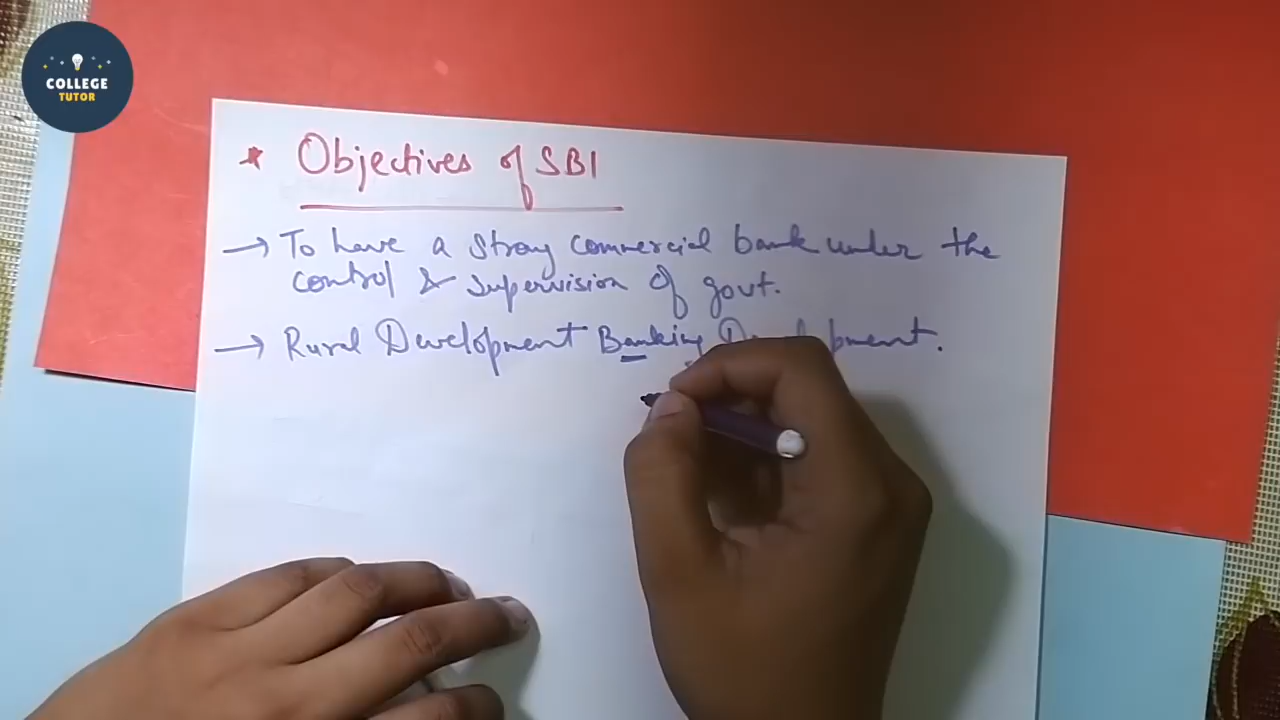 COLLEGE
TUTOR
* Objectives of SBI
→ To have a strong commercial bank under the
control & supervision of govt.
→ Rural Development Banking Development.